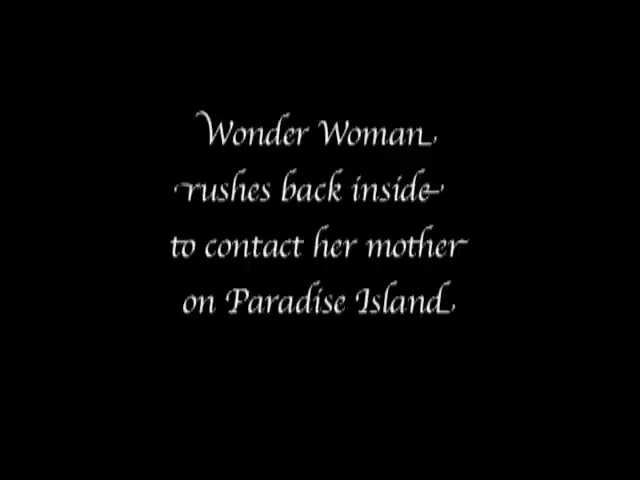 Wonder Woman
rushes back inside
to contact her mother
on Paradise Island